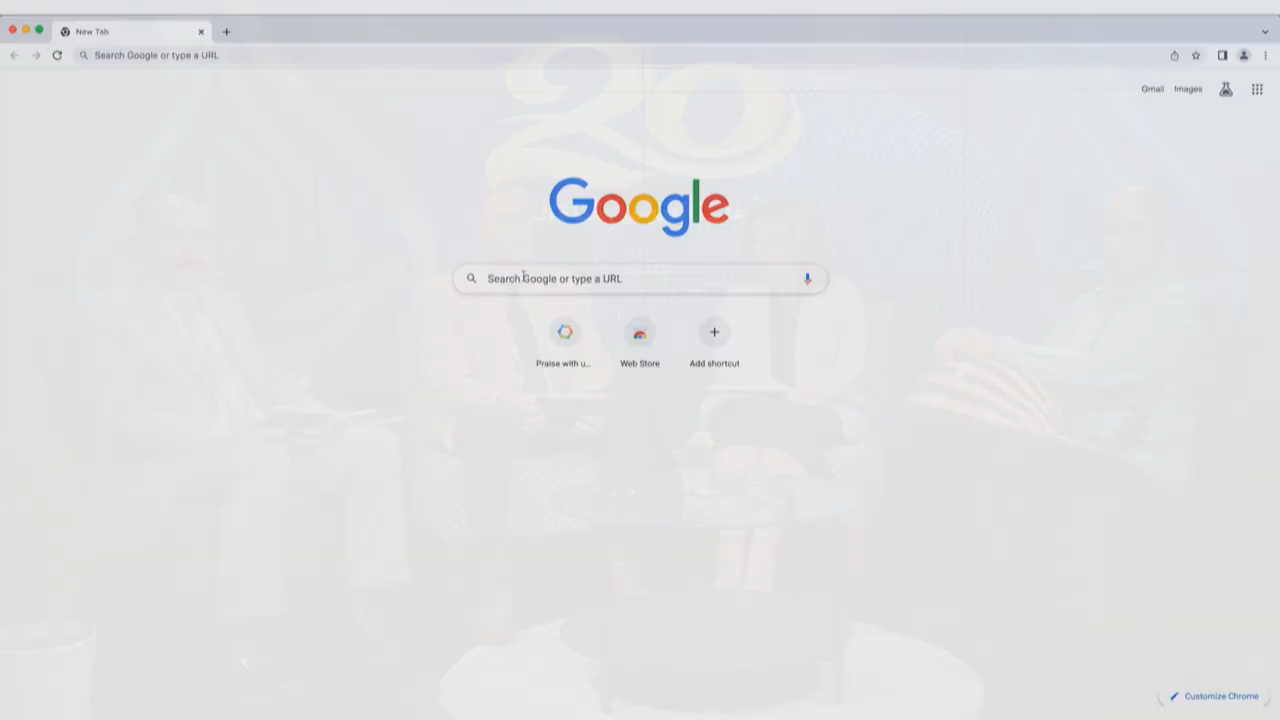 New Tab
Search Google or type a URL
Gmail Images
20
Google
Search Google or type a URL
Praise with u...
Web Store
Add shortcut
Customize Chrome